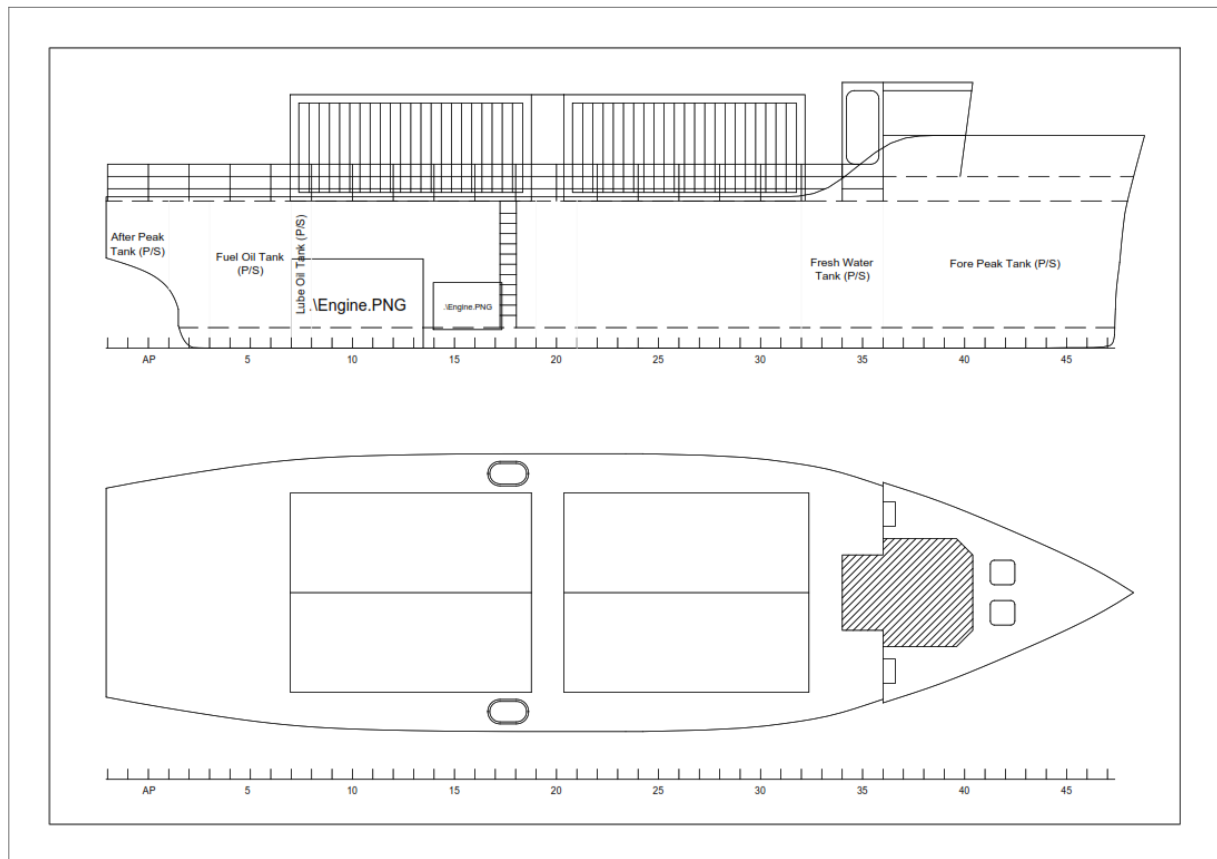 After Peak
Tank (P/S)
Fuel Oil Tank
(P/S)
Lube Oil Tank (P/S)
.\Engine.PNG
.\Engine.PNG
Fresh Water
Tank (P/S)
Fore Peak Tank (P/S)
AP 5 10 15 20 25 30 35 40 45
AP 5 10 15 20 25 30 35 40 45